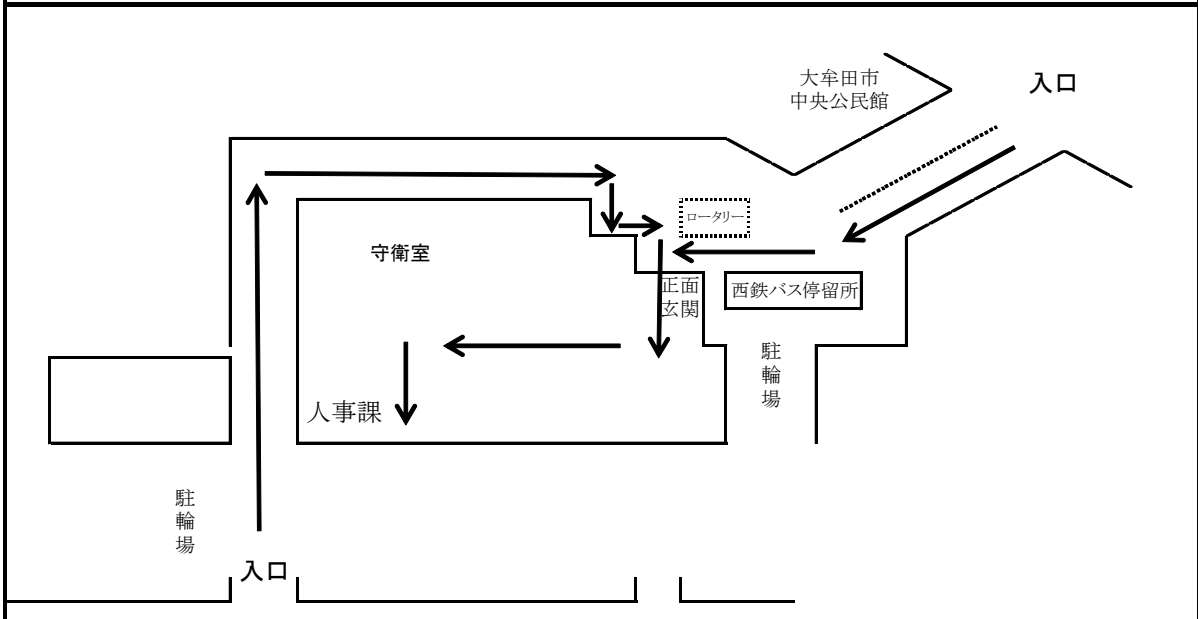 大牟田市
中央公民館
入口
ロータリー
守衛室
正面
玄関
西鉄バス停留所
駐輪場
人事課
駐輪場
入口